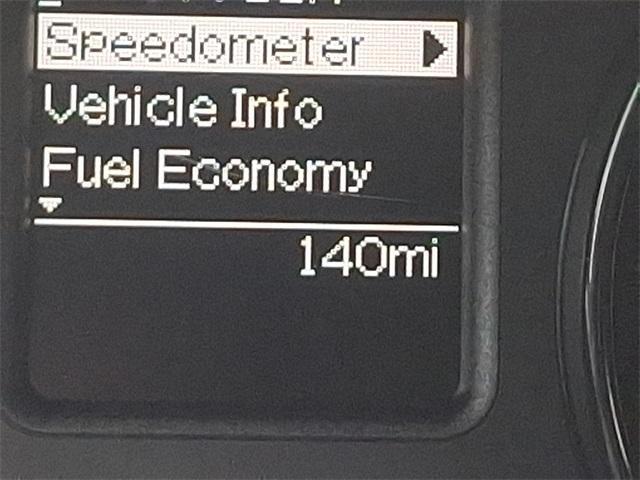 Speedometer
Vehicle Info
Fuel Economy
140mi